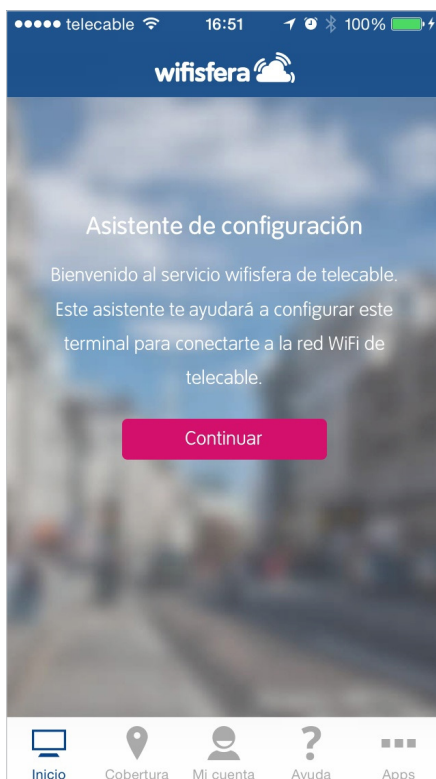 telecable 16:51 100%
wifisfera
Asistente de configuración
Bienvenido al servicio wifisfera de telecable.
Este asistente te ayudará a configurar este
terminal para conectarte a la red WiFi de
telecable.
Continuar
Inicio Cobertura Mi cuenta Ayuda Apps